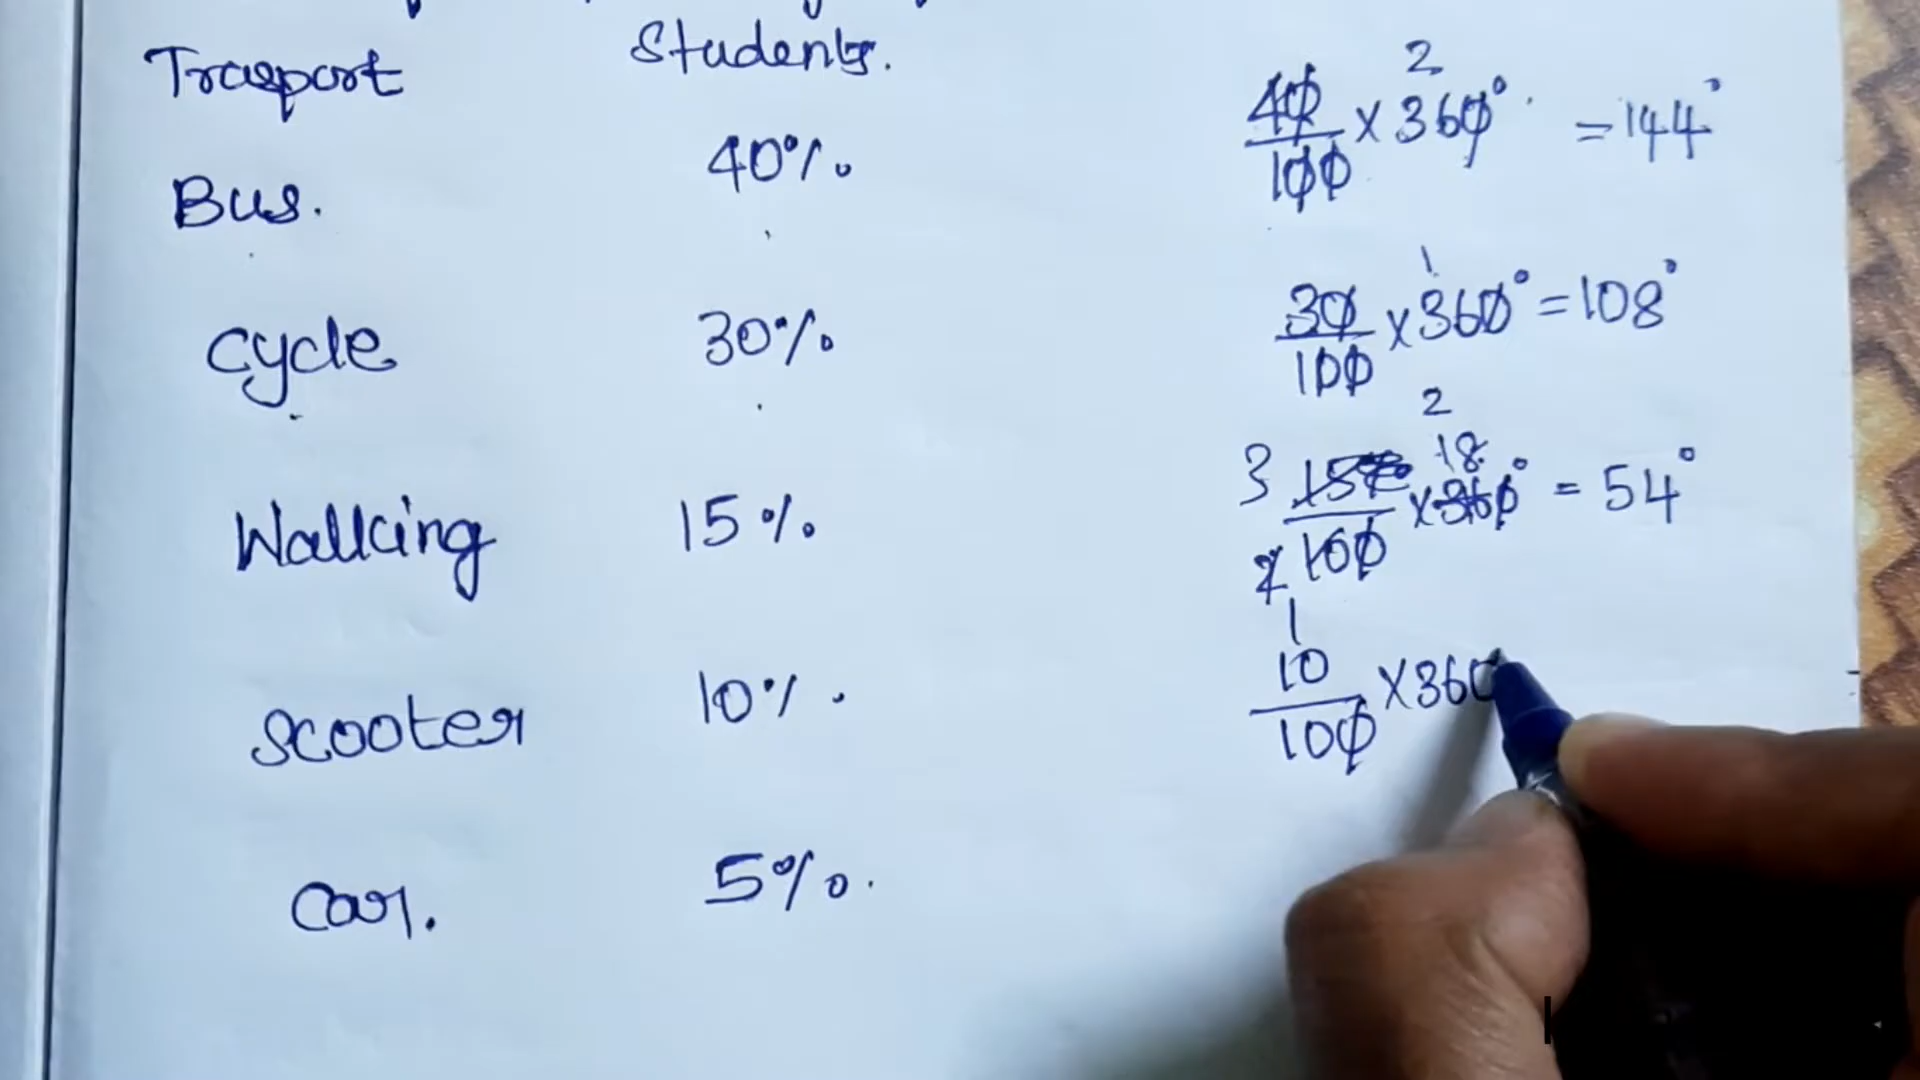 Trasport Students.
Bus. 40%. 40/100 × 360° = 144°
2
Cycle 30%. 30/100 × 360° = 108°
1
Walking 15%. 15/100 × 360° = 54°
2
3 18
2
Scooter 10%. 10/100 × 360
1
Car. 5%.